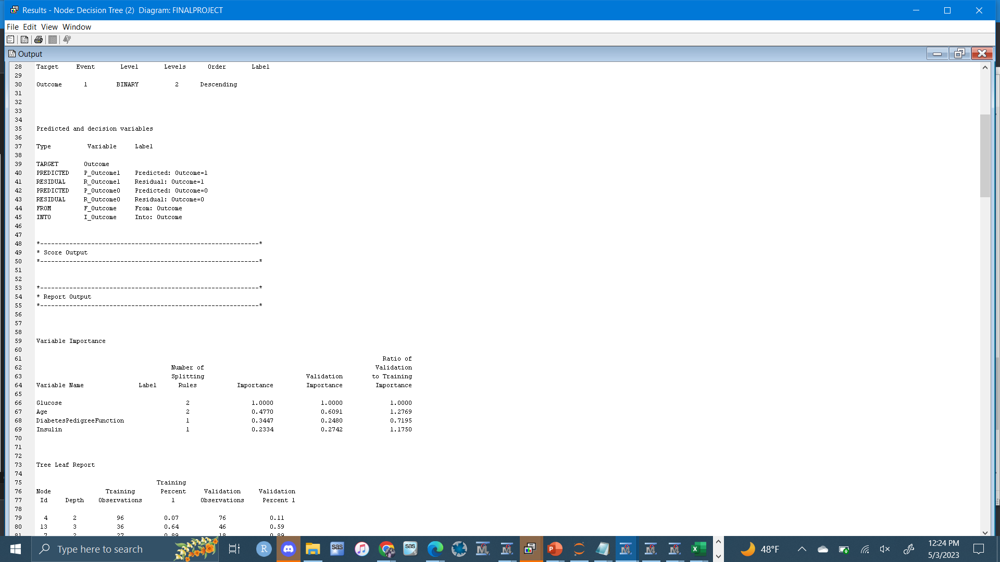 Results - Node: Decision Tree (2)  Diagram: FINALPROJECT
File  Edit  View  Window
Output
28  Target  Event  Level  Levels  Order  Label
29
30  Outcome  1  BINARY  2  Descending
31
32
33
34
35  Predicted and decision variables
36
37  Type  Variable  Label
38
39  TARGET  Outcome
40  PREDICTED  P_Outcome1  Predicted: Outcome=1
41  RESIDUAL  R_Outcome1  Residual: Outcome=1
42  PREDICTED  P_Outcome0  Predicted: Outcome=0
43  RESIDUAL  R_Outcome0  Residual: Outcome=0
44  FROM  F_Outcome  From: Outcome
45  INTO  I_Outcome  Into: Outcome
46
47
48  *------------------------------------------------------------*
49  * Score Output
50  *------------------------------------------------------------*
51
52
53  *------------------------------------------------------------*
54  * Report Output
55  *------------------------------------------------------------*
56
57
58
59  Variable Importance
60
61  Ratio of
62  Number of  Validation
63  Splitting  Validation  to Training
64  Variable Name  Label  Rules  Importance  Importance  Importance
65
66  Glucose  2  1.0000  1.0000  1.0000
67  Age  2  0.4770  0.6091  1.2769
68  DiabetesPedigreeFunction  1  0.3447  0.2480  0.7195
69  Insulin  1  0.2334  0.2742  1.1750
70
71
72
73  Tree Leaf Report
74
75  Training
76  Node  Training  Percent  Validation  Validation
77  Id  Depth  Observations  1  Observations  Percent 1
78
79  4  2  96  0.07  76  0.11
80  13  3  36  0.64  46  0.59
81  7  2  27  0.89  18  0.89
Type here to search
R
sas
sas
48°F
12:24 PM
5/3/2023